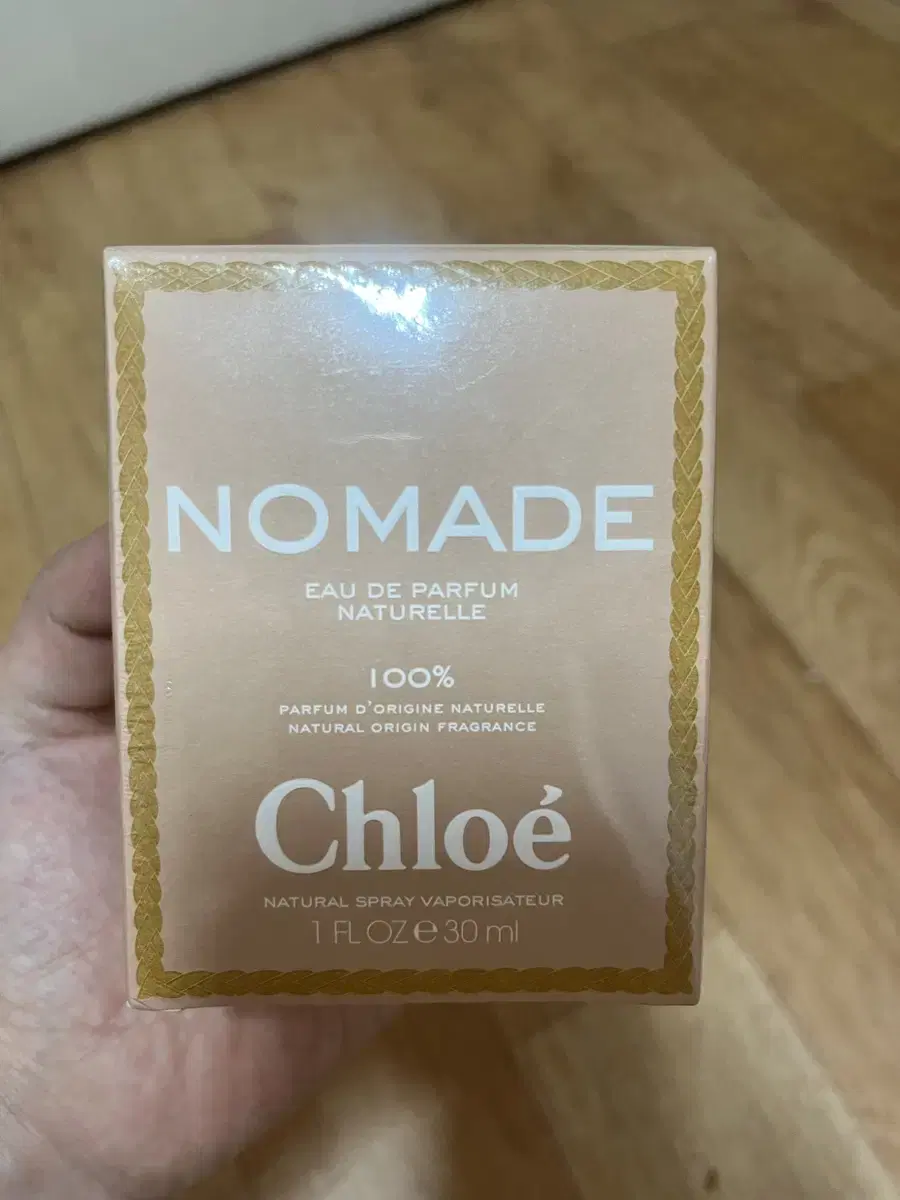 NOMADE
EAU DE PARFUM
NATURELLE
100%
PARFUM D'ORIGINE NATURELLE
NATURAL ORIGIN FRAGRANCE
Chloé
NATURAL SPRAY VAPORISATEUR
1 FL OZ e 30 ml